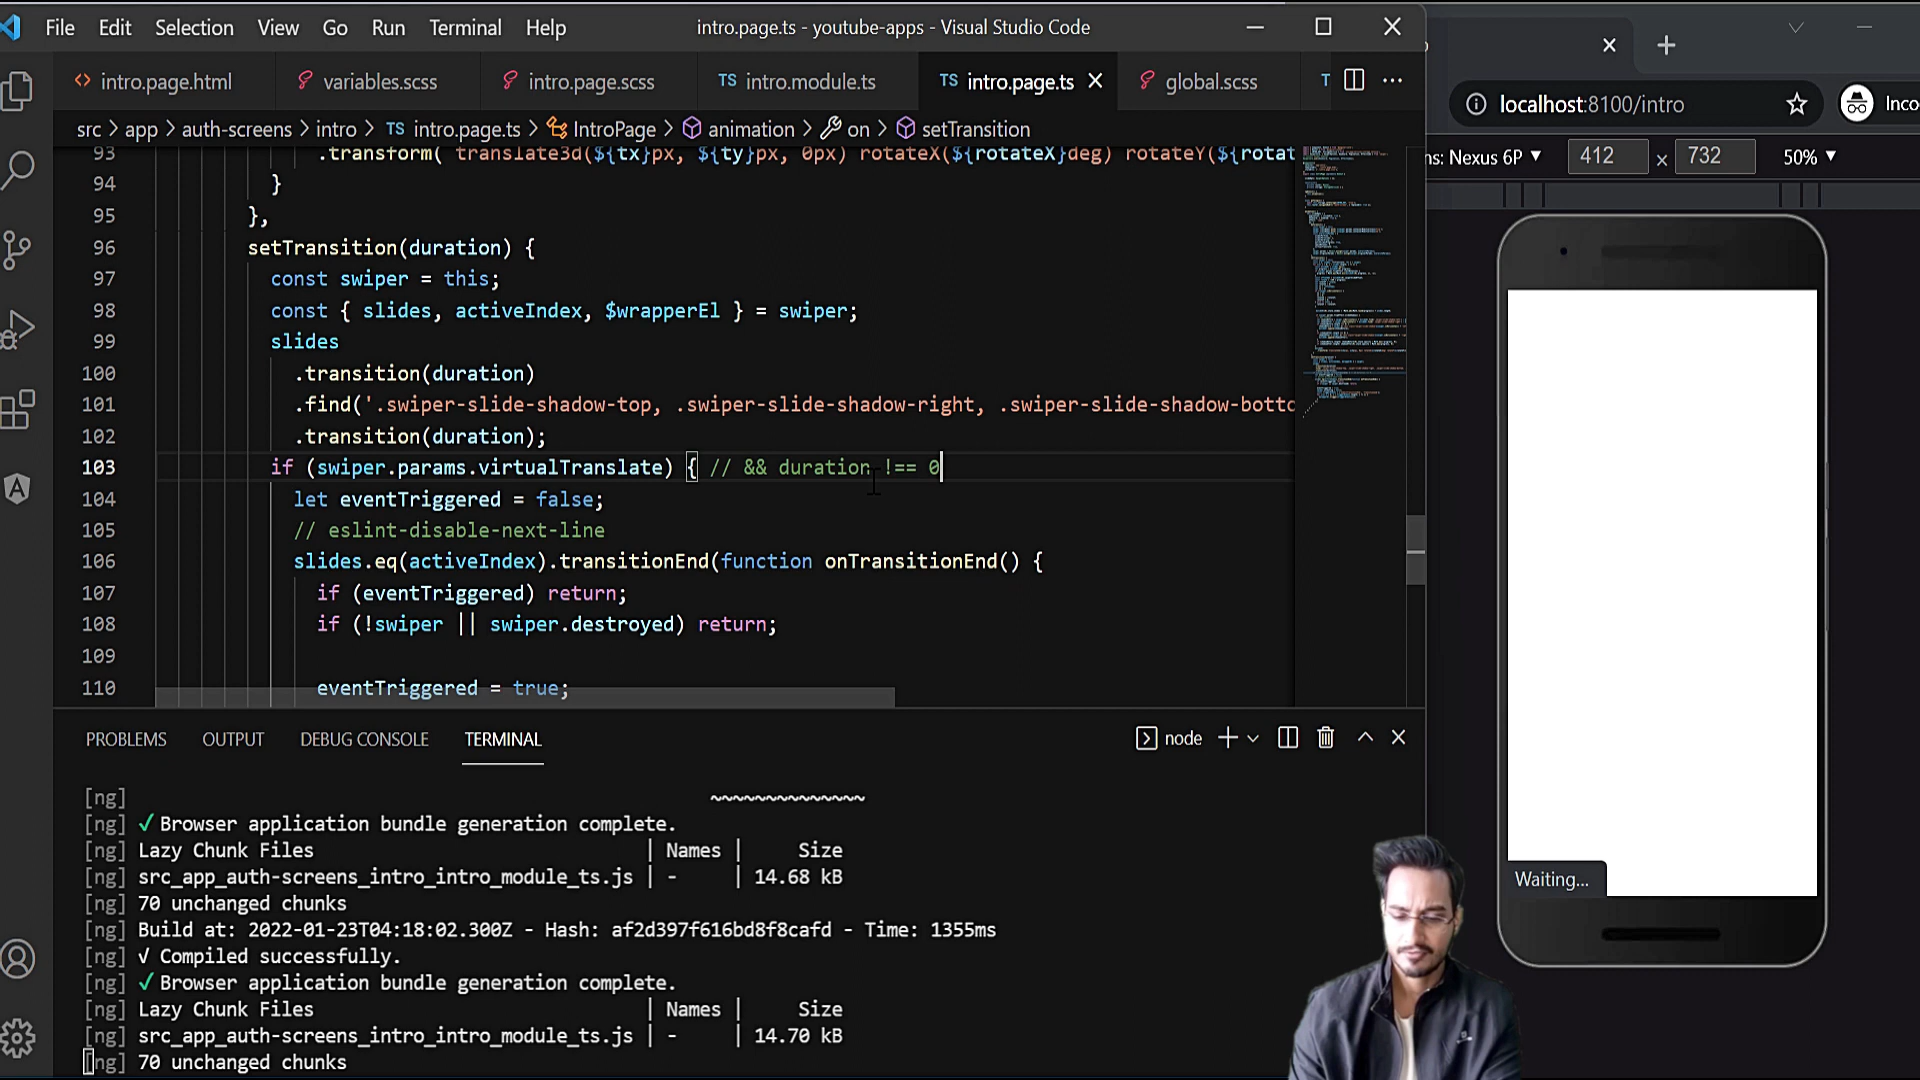 File Edit Selection View Go Run Terminal Help
intro.page.ts - youtube-apps - Visual Studio Code
intro.page.html variables.scss intro.page.scss TS intro.module.ts TS intro.page.ts global.scss T
localhost:8100/intro
src > app > auth-screens > intro > TS intro.page.ts > IntroPage > animation > on > setTransition
ns: Nexus 6P 412 x 732 50%
93 .transform(`translate3d(${tx}px, ${ty}px, 0px) rotateX(${rotateX}deg) rotateY(${rotat
94 }
95 },
96 setTransition(duration) {
97 const swiper = this;
98 const { slides, activeIndex, $wrapperEl } = swiper;
99 slides
100 .transition(duration)
101 .find('.swiper-slide-shadow-top, .swiper-slide-shadow-right, .swiper-slide-shadow-botto
102 .transition(duration);
103 if (swiper.params.virtualTranslate) { // && duration !== 0
104 let eventTriggered = false;
105 // eslint-disable-next-line
106 slides.eq(activeIndex).transitionEnd(function onTransitionEnd() {
107 if (eventTriggered) return;
108 if (!swiper || swiper.destroyed) return;
109
110 eventTriggered = true;
PROBLEMS OUTPUT DEBUG CONSOLE TERMINAL
node
[ng] ~~~~~~~~~~~~~~
[ng] √ Browser application bundle generation complete.
[ng] Lazy Chunk Files | Names | Size
[ng] src_app_auth-screens_intro_intro_module_ts.js | - | 14.68 kB
[ng] 70 unchanged chunks
[ng] Build at: 2022-01-23T04:18:02.300Z - Hash: af2d397f616bd8f8cafd - Time: 1355ms
[ng] √ Compiled successfully.
[ng] √ Browser application bundle generation complete.
[ng] Lazy Chunk Files | Names | Size
[ng] src_app_auth-screens_intro_intro_module_ts.js | - | 14.70 kB
[ng] 70 unchanged chunks
Waiting...